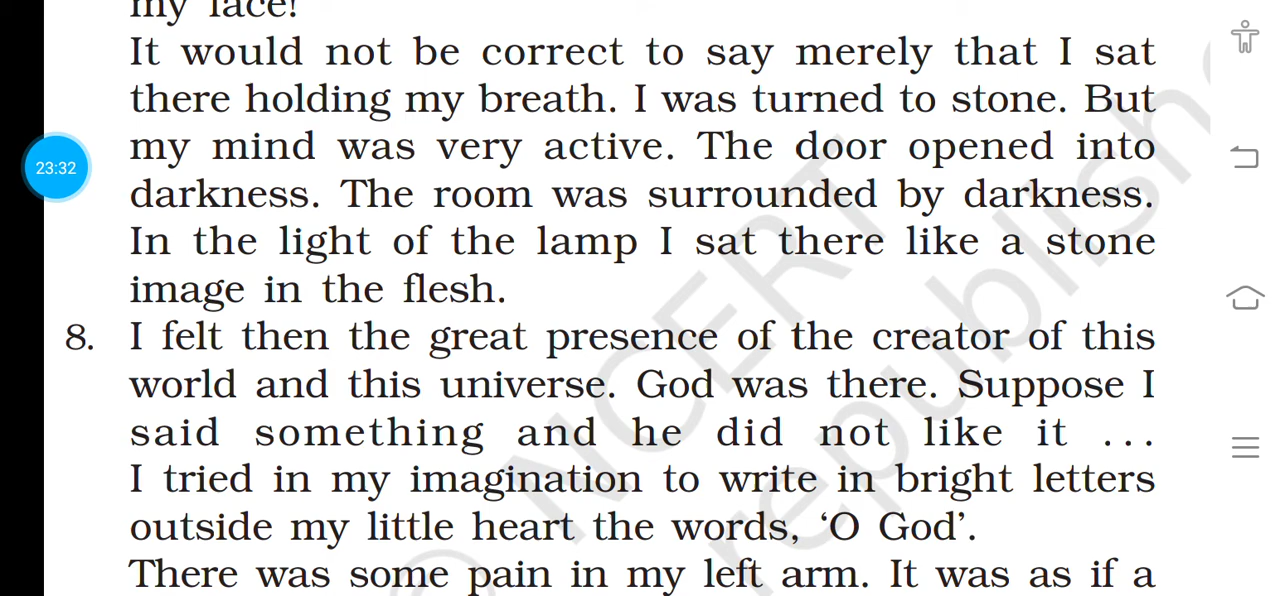 my face!
It would not be correct to say merely that I sat
there holding my breath. I was turned to stone. But
my mind was very active. The door opened into
darkness. The room was surrounded by darkness.
In the light of the lamp I sat there like a stone
image in the flesh.
8. I felt then the great presence of the creator of this
world and this universe. God was there. Suppose I
said something and he did not like it ...
I tried in my imagination to write in bright letters
outside my little heart the words, ‘O God’.
There was some pain in my left arm. It was as if a
23:32
© NCERT
republishe